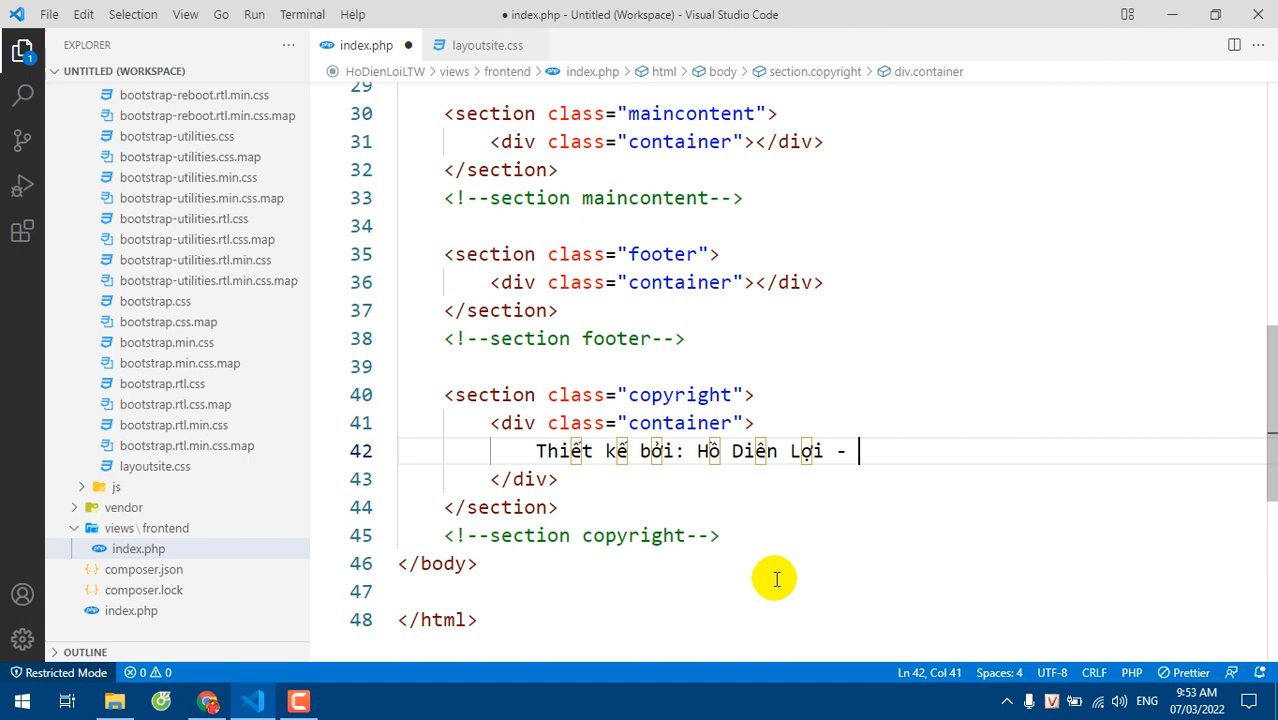 File Edit Selection View Go Run Terminal Help
● index.php - Untitled (Workspace) - Visual Studio Code
EXPLORER
index.php
layoutsite.css
UNTITLED (WORKSPACE)
HoDienLoiLTW > views > frontend > index.php > html > body > section.copyright > div.container
bootstrap-reboot.rtl.min.css
bootstrap-reboot.rtl.min.css.map
bootstrap-utilities.css
bootstrap-utilities.css.map
bootstrap-utilities.min.css
bootstrap-utilities.min.css.map
bootstrap-utilities.rtl.css
bootstrap-utilities.rtl.css.map
bootstrap-utilities.rtl.min.css
bootstrap-utilities.rtl.min.css.map
bootstrap.css
bootstrap.css.map
bootstrap.min.css
bootstrap.min.css.map
bootstrap.rtl.css
bootstrap.rtl.css.map
bootstrap.rtl.min.css
bootstrap.rtl.min.css.map
layoutsite.css
js
vendor
views \ frontend
index.php
composer.json
composer.lock
index.php
OUTLINE
29
30 <section class="maincontent">
31 <div class="container"></div>
32 </section>
33 <!--section maincontent-->
34
35 <section class="footer">
36 <div class="container"></div>
37 </section>
38 <!--section footer-->
39
40 <section class="copyright">
41 <div class="container">
42 Thiết kế bởi: Hồ Diên Lợi -
43 </div>
44 </section>
45 <!--section copyright-->
46 </body>
47
48 </html>
1
Restricted Mode 0 0 Ln 42, Col 41 Spaces: 4 UTF-8 CRLF PHP Prettier
V ENG
9:53 AM
07/03/2022